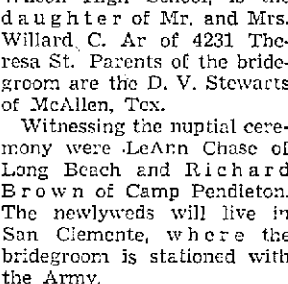 Wilson High School, is the
daughter of Mr. and Mrs.
Willard C. Ar of 4231 The-
resa St. Parents of the bride-
groom are the D. V. Stewarts
of McAllen, Tex.
Witnessing the nuptial cere-
mony were LeAnn Chase of
Long Beach and Richard
Brown of Camp Pendleton.
The newlyweds will live in
San Clemente, where the
bridegroom is stationed with
the Army.